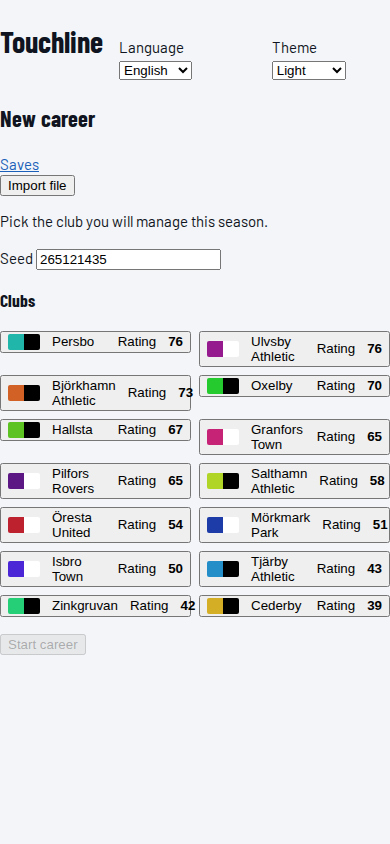 Touchline
Language
Theme
English
Light
New career
Saves
Import file
Pick the club you will manage this season.
Seed 265121435
Clubs
Persbo Rating 76
Ulvsby Athletic Rating 76
Björkhamn Athletic Rating 73
Oxelby Rating 70
Hallsta Rating 67
Granfors Town Rating 65
Pilfors Rovers Rating 65
Salthamn Athletic Rating 58
Öresta United Rating 54
Mörkmark Park Rating 51
Isbro Town Rating 50
Tjärby Athletic Rating 43
Zinkgruvan Rating 42
Cederby Rating 39
Start career